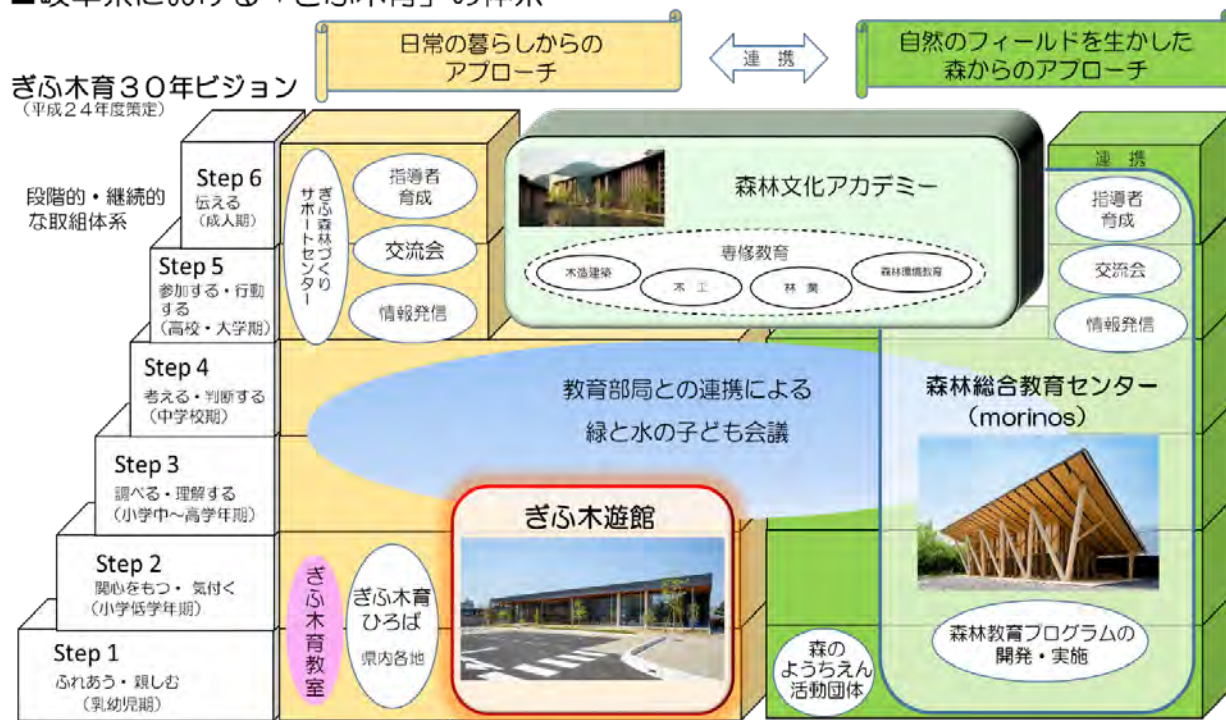 ■岐阜県における「ぎふ木育」の体系
日常の暮らしからの
アプローチ
連 携
自然のフィールドを生かした
森からのアプローチ
ぎふ木育30年ビジョン
(平成24年度策定)
段階的・継続的
な取組体系
Step 6
伝える
(成人期)
Step 5
参加する・行動
する
(高校・大学期)
Step 4
考える・判断する
(中学校期)
Step 3
調べる・理解する
(小学中~高学年期)
Step 2
関心をもつ・ 気付く
(小学低学年期)
Step 1
ふれあう・親しむ
(乳幼児期)
ぎふ森林づくり
サポートセンター
指導者
育成
交流会
情報発信
森林文化アカデミー
専修教育
木造建築
木 工
林 業
森林環境教育
連 携
指導者
育成
交流会
情報発信
教育部局との連携による
緑と水の子ども会議
森林総合教育センター
(morinos)
森林教育プログラムの
開発・実施
ぎふ木遊館
ぎふ木育教室
ぎふ木育
ひろば
県内各地
森の
ようちえん
活動団体